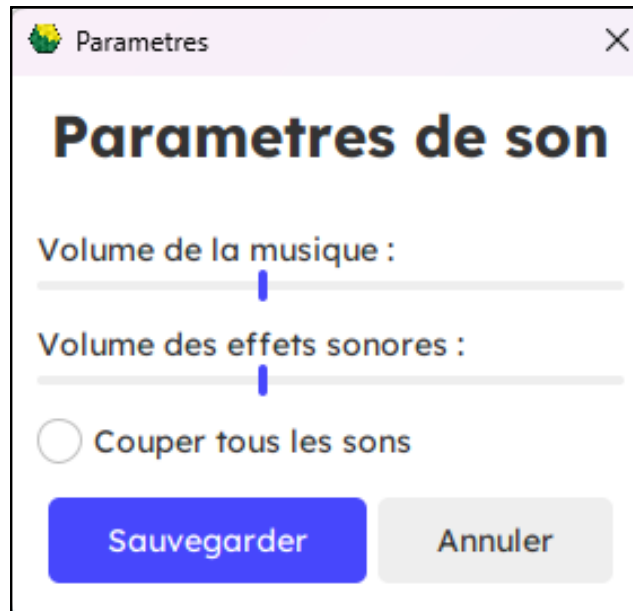 Parametres
Parametres de son
Volume de la musique :
Volume des effets sonores :
Couper tous les sons
Sauvegarder Annuler